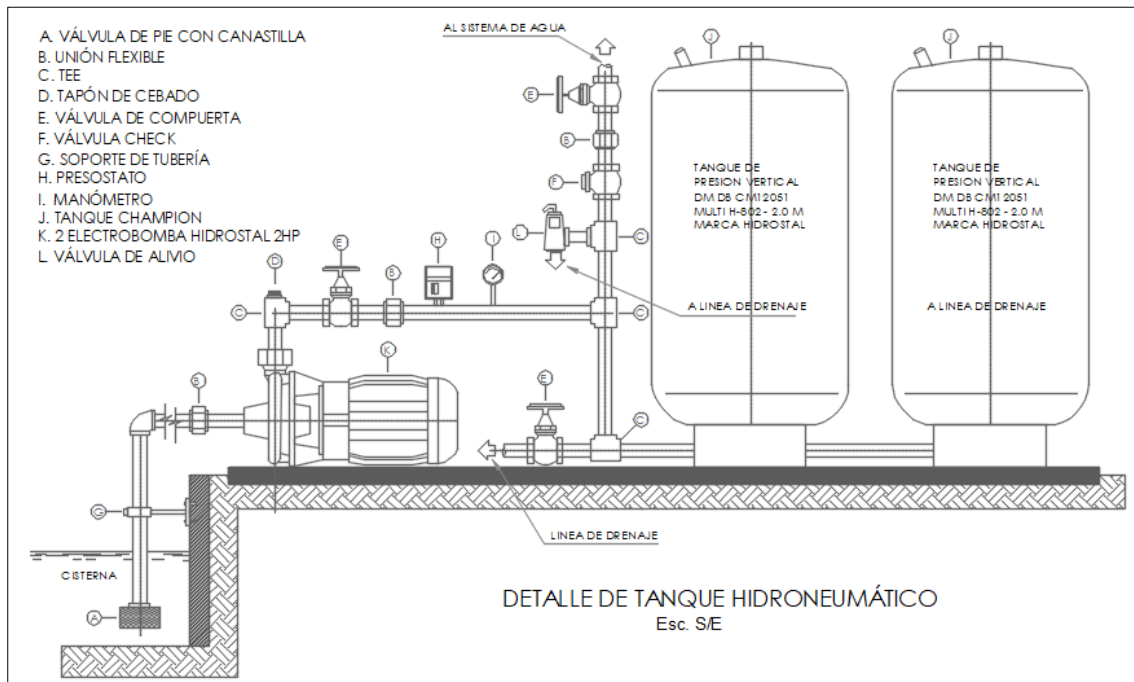 A. VÁLVULA DE PIE CON CANASTILLA
B. UNIÓN FLEXIBLE
C. TEE
D. TAPÓN DE CEBADO
E. VÁLVULA DE COMPUERTA
F. VÁLVULA CHECK
G. SOPORTE DE TUBERÍA
H. PRESOSTATO
I. MANÓMETRO
J. TANQUE CHAMPION
K. 2 ELECTROBOMBA HIDROSTAL 2HP
L. VÁLVULA DE ALIVIO
AL SISTEMA DE AGUA
J
J
E
B
F
L
C
TANQUE DE
PRESION VERTICAL
DM DB CM12051
MULTI H-802 - 2.0 M
MARCA HIDROSTAL
TANQUE DE
PRESION VERTICAL
DM DB CM12051
MULTI H-802 - 2.0 M
MARCA HIDROSTAL
D
E
B
H
I
C
C
A LINEA DE DRENAJE
A LINEA DE DRENAJE
K
B
E
C
G
LINEA DE DRENAJE
CISTERNA
A
DETALLE DE TANQUE HIDRONEUMÁTICO
Esc. S/E